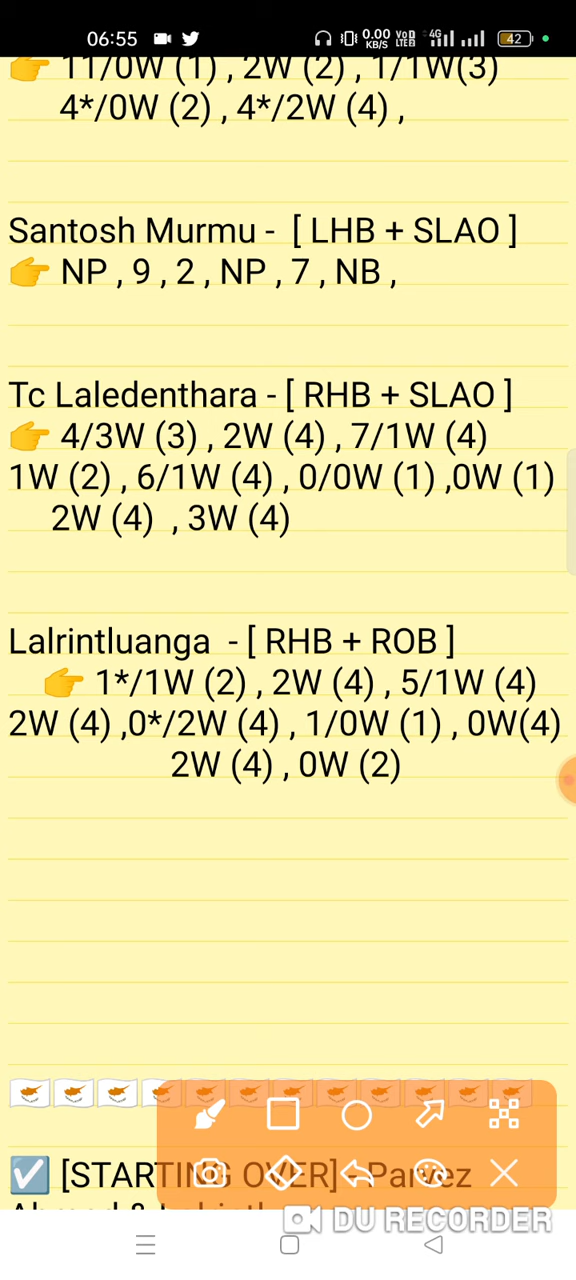 06:55 0.00 KB/S VoD LTE 4G 42
👉 11/0W (1) , 2W (2) , 1/1W(3)
4*/0W (2) , 4*/2W (4) ,
Santosh Murmu - [ LHB + SLAO ]
👉 NP , 9 , 2 , NP , 7 , NB ,
Tc Laledenthara - [ RHB + SLAO ]
👉 4/3W (3) , 2W (4) , 7/1W (4)
1W (2) , 6/1W (4) , 0/0W (1) ,0W (1)
2W (4) , 3W (4)
Lalrintluanga - [ RHB + ROB ]
👉 1*/1W (2) , 2W (4) , 5/1W (4)
2W (4) ,0*/2W (4) , 1/0W (1) , 0W(4)
2W (4) , 0W (2)
☑️ [STARTING OVER] - Parvez
DU RECORDER